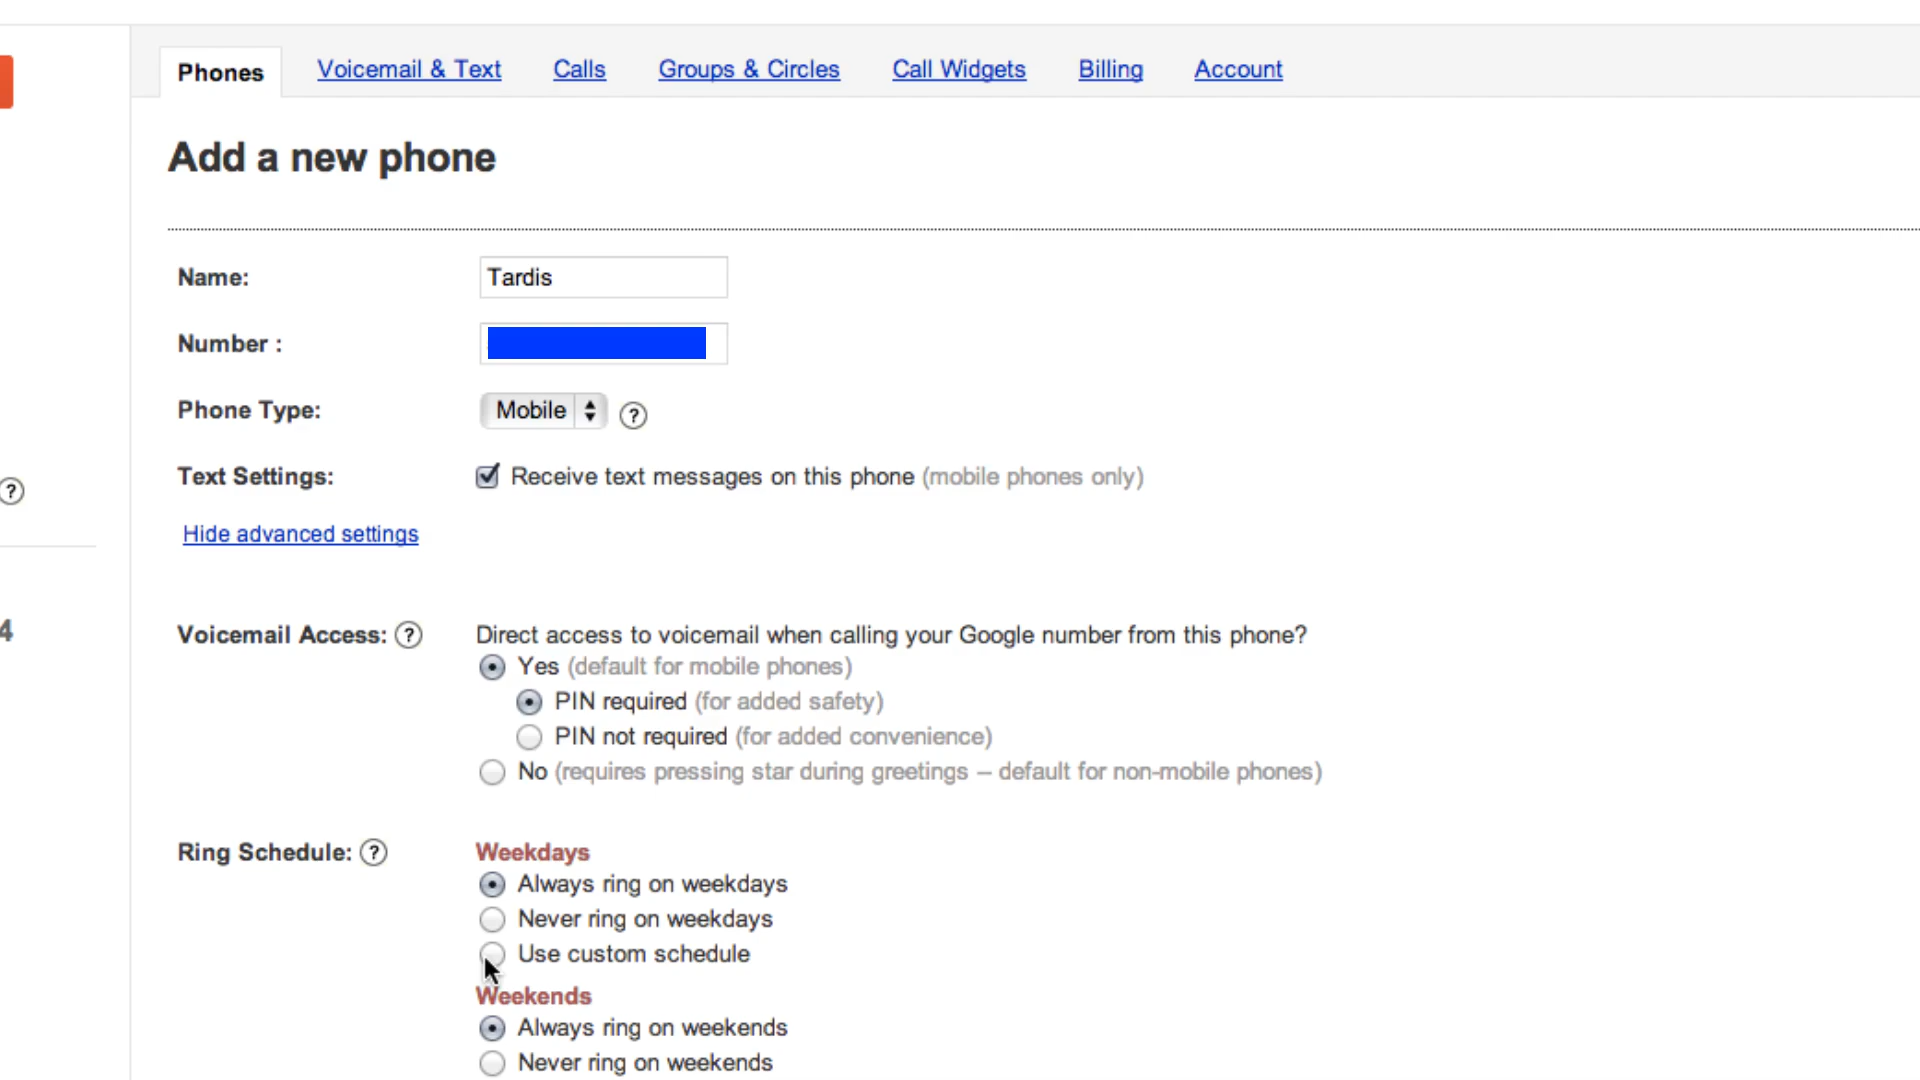 Phones Voicemail & Text Calls Groups & Circles Call Widgets Billing Account
Add a new phone
Name: Tardis
Number :
Phone Type: Mobile ?
Text Settings: Receive text messages on this phone (mobile phones only)
?
Hide advanced settings
4
Voicemail Access: ? Direct access to voicemail when calling your Google number from this phone?
Yes (default for mobile phones)
PIN required (for added safety)
PIN not required (for added convenience)
No (requires pressing star during greetings – default for non-mobile phones)
Ring Schedule: ? Weekdays
Always ring on weekdays
Never ring on weekdays
Use custom schedule
Weekends
Always ring on weekends
Never ring on weekends